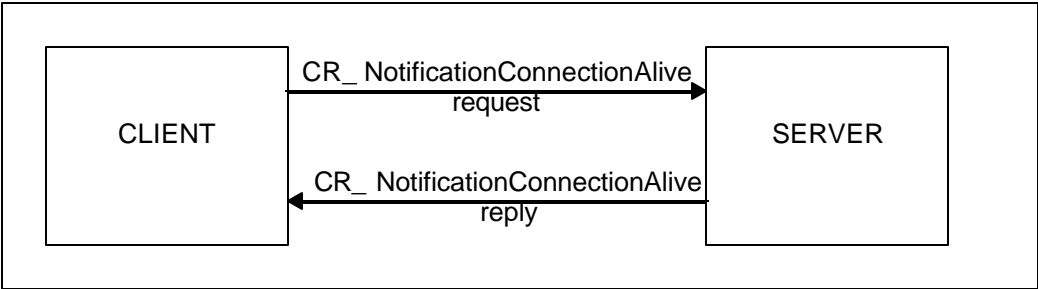 CR_ NotificationConnectionAlive
request
CLIENT
SERVER
CR_ NotificationConnectionAlive
reply